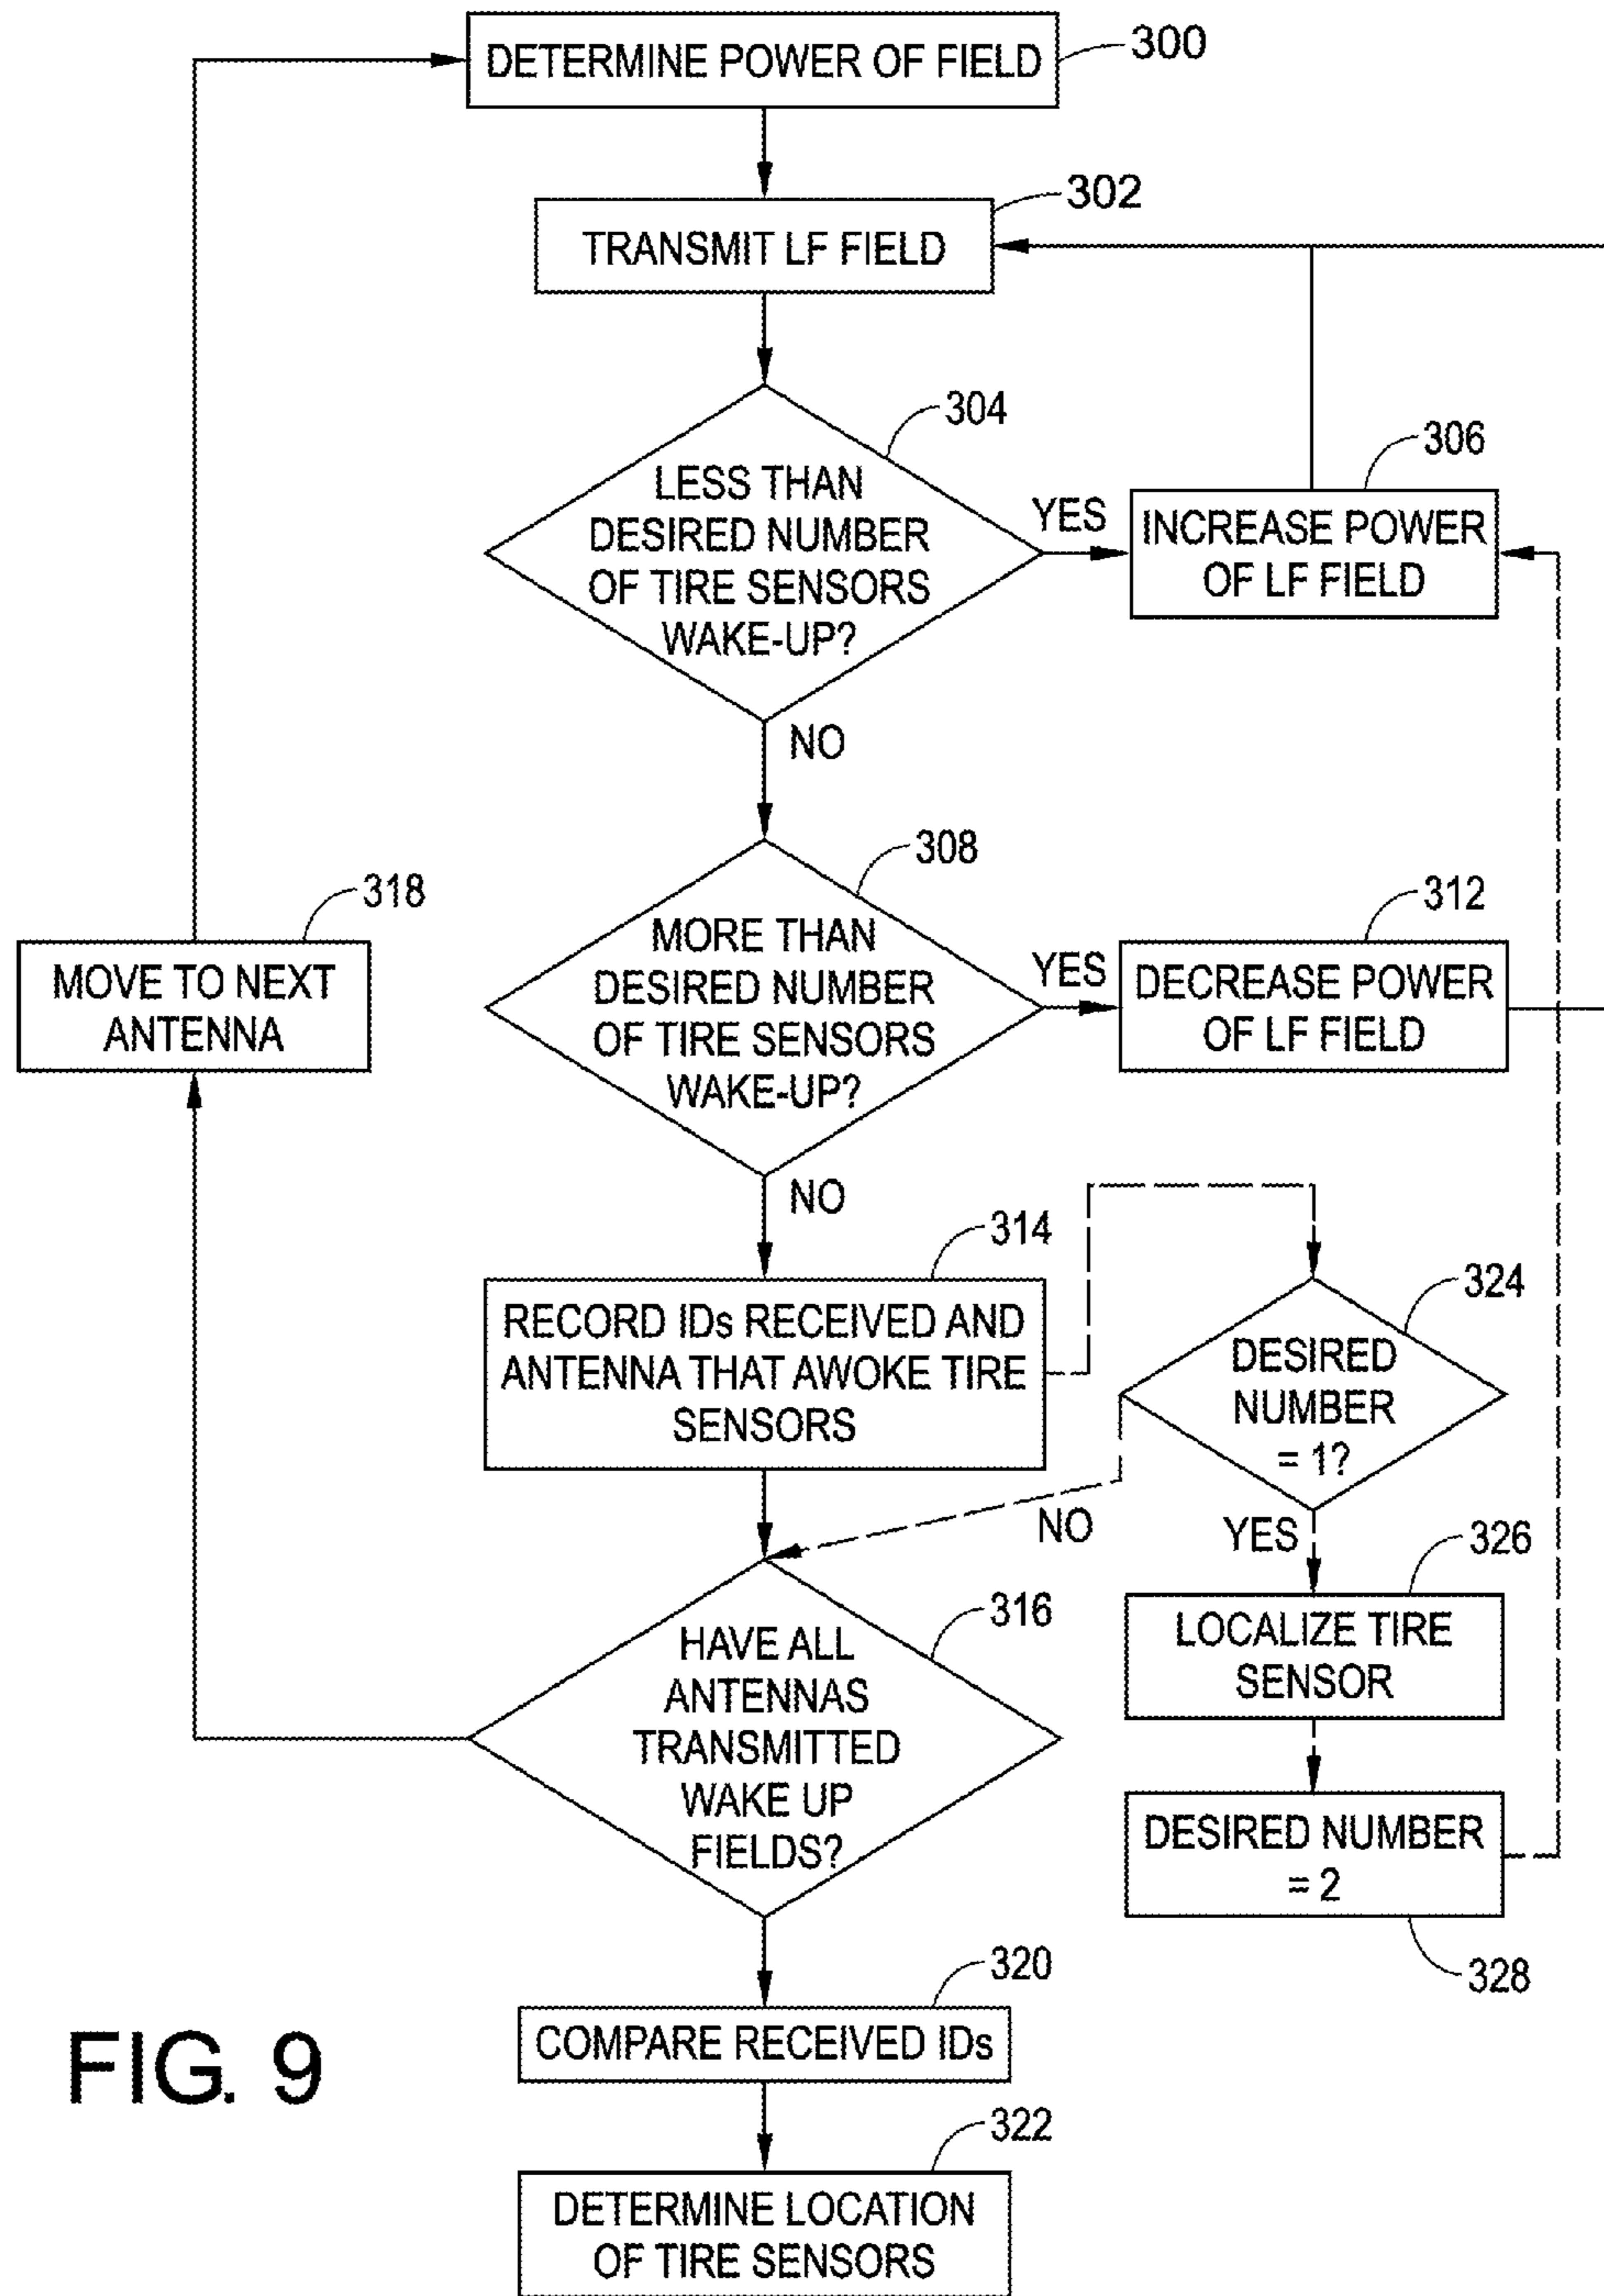 DETERMINE POWER OF FIELD
300
TRANSMIT LF FIELD
302
LESS THAN
DESIRED NUMBER
OF TIRE SENSORS
WAKE-UP?
304
YES
INCREASE POWER
OF LF FIELD
306
NO
MORE THAN
DESIRED NUMBER
OF TIRE SENSORS
WAKE-UP?
308
YES
DECREASE POWER
OF LF FIELD
312
318
MOVE TO NEXT
ANTENNA
NO
RECORD IDs RECEIVED AND
ANTENNA THAT AWOKE TIRE
SENSORS
314
DESIRED
NUMBER
= 1?
324
NO
YES
HAVE ALL
ANTENNAS
TRANSMITTED
WAKE UP
FIELDS?
316
LOCALIZE TIRE
SENSOR
326
DESIRED NUMBER
= 2
328
COMPARE RECEIVED IDs
320
DETERMINE LOCATION
OF TIRE SENSORS
322
FIG. 9